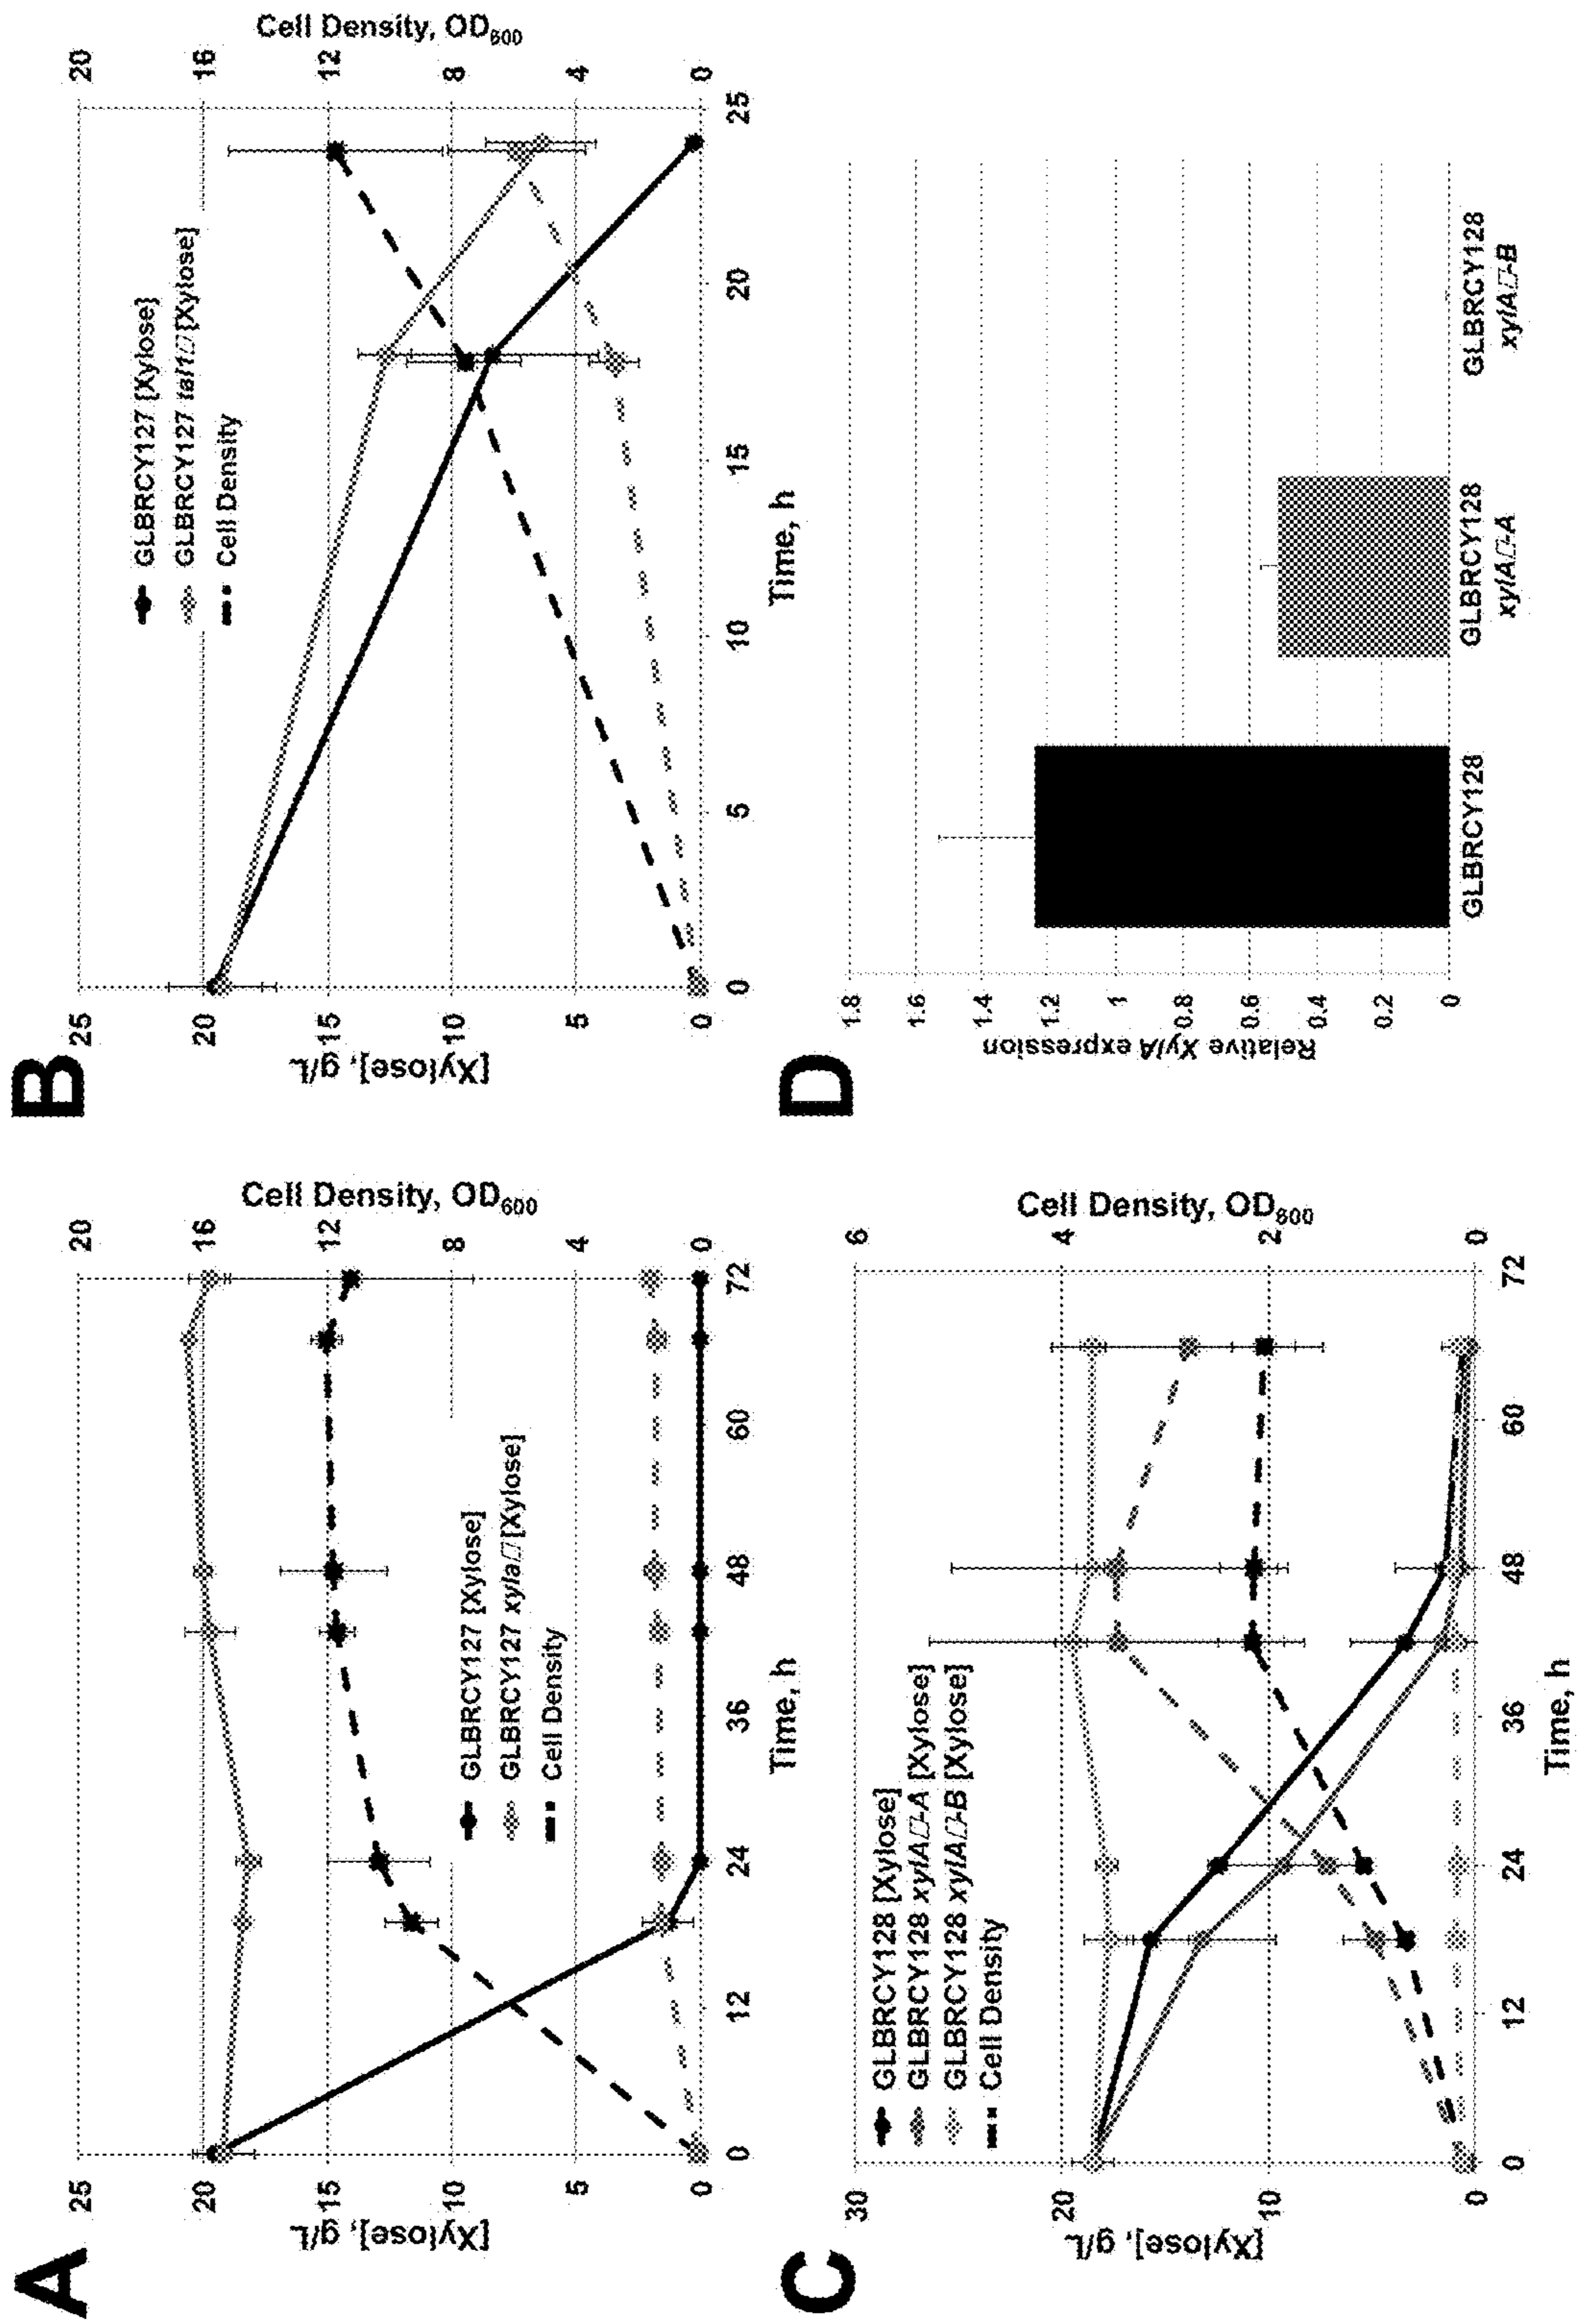 A
25
20
15
10
5
0
[Xylose], g/L
20
16
12
8
4
0
Cell Density, OD600
GLBRCY127 [Xylose]
GLBRCY127 xyla□ [Xylose]
Cell Density
0
12
24
36
48
60
72
Time, h
B
25
20
15
10
5
0
[Xylose], g/L
20
16
12
8
4
0
Cell Density, OD600
GLBRCY127 [Xylose]
GLBRCY127 tal1□ [Xylose]
Cell Density
0
5
10
15
20
25
Time, h
C
30
20
10
0
[Xylose], g/L
6
4
2
0
Cell Density, OD600
GLBRCY128 [Xylose]
GLBRCY128 xylA□-A [Xylose]
GLBRCY128 xylA□-B [Xylose]
Cell Density
0
12
24
36
48
60
72
Time, h
D
1.8
1.6
1.4
1.2
1
0.8
0.6
0.4
0.2
0
Relative XylA expression
GLBRCY128
GLBRCY128
xylA□-A
GLBRCY128
xylA□-B